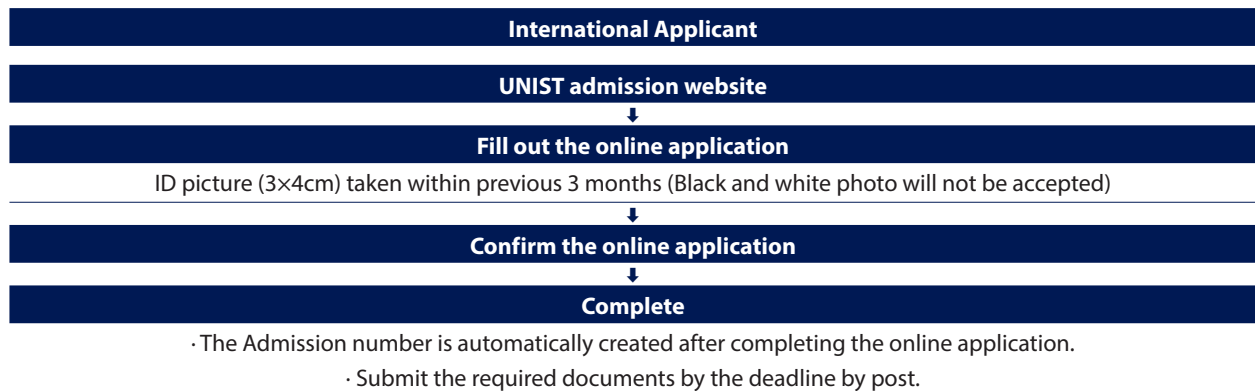 International Applicant
UNIST admission website
Fill out the online application
ID picture (3×4cm) taken within previous 3 months (Black and white photo will not be accepted)
Confirm the online application
Complete
· The Admission number is automatically created after completing the online application.
· Submit the required documents by the deadline by post.